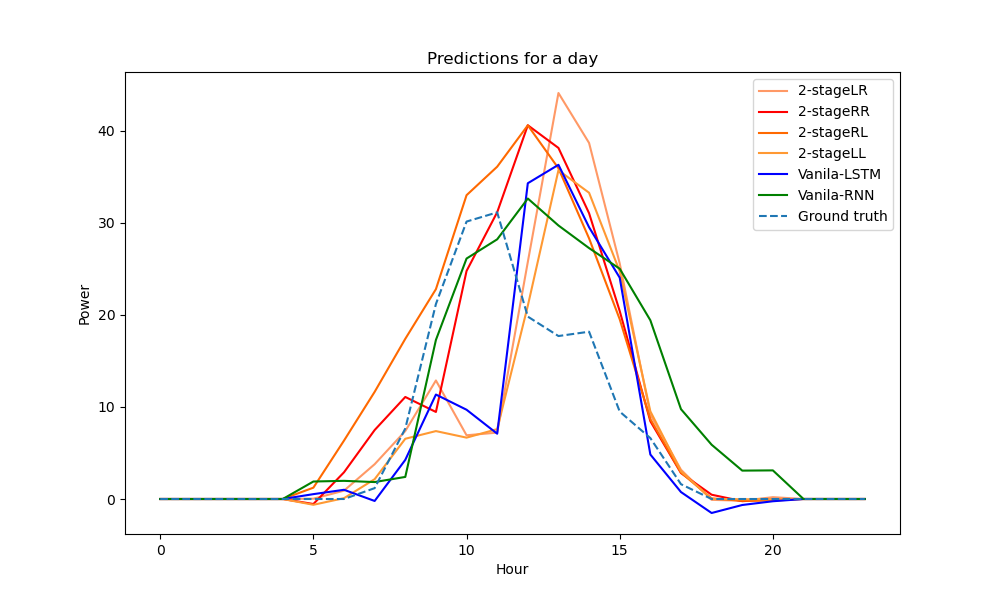 Predictions for a day
2-stageLR
2-stageRR
2-stageRL
2-stageLL
Vanila-LSTM
Vanila-RNN
Ground truth
Power
40
30
20
10
0
0 5 10 15 20
Hour